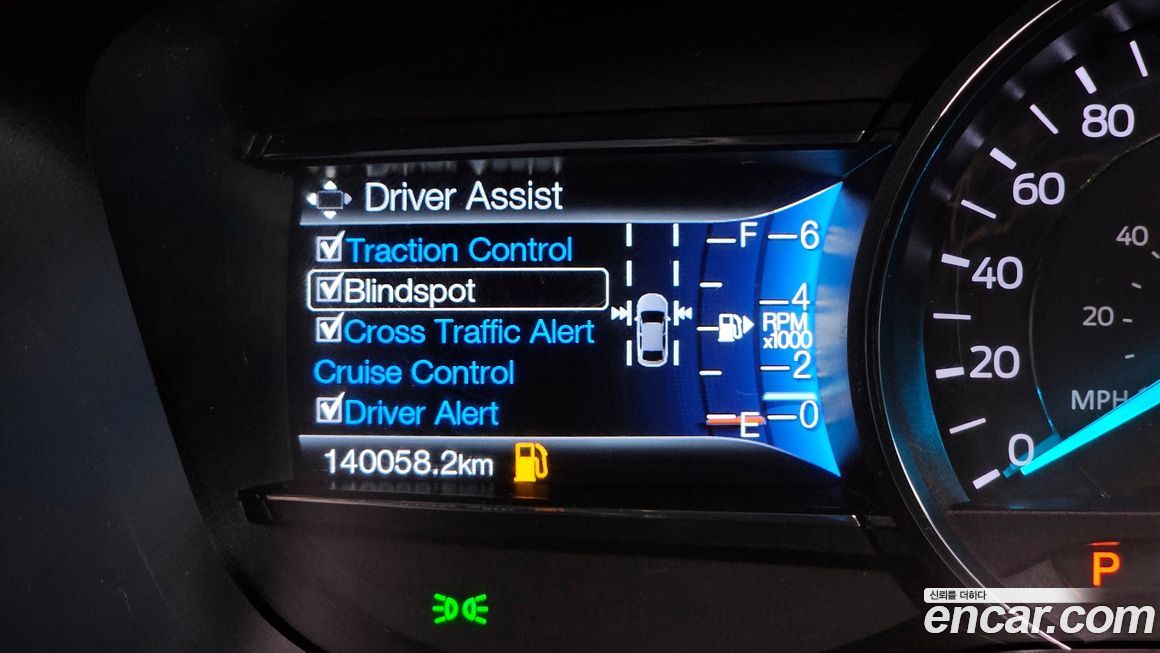 Driver Assist
Traction Control
Blindspot
Cross Traffic Alert
Cruise Control
Driver Alert
140058.2km
F
E
6
4
RPM
x1000
2
0
80
60
40
20
0
40
20
MPH
P
신뢰를 더하다
encar.com